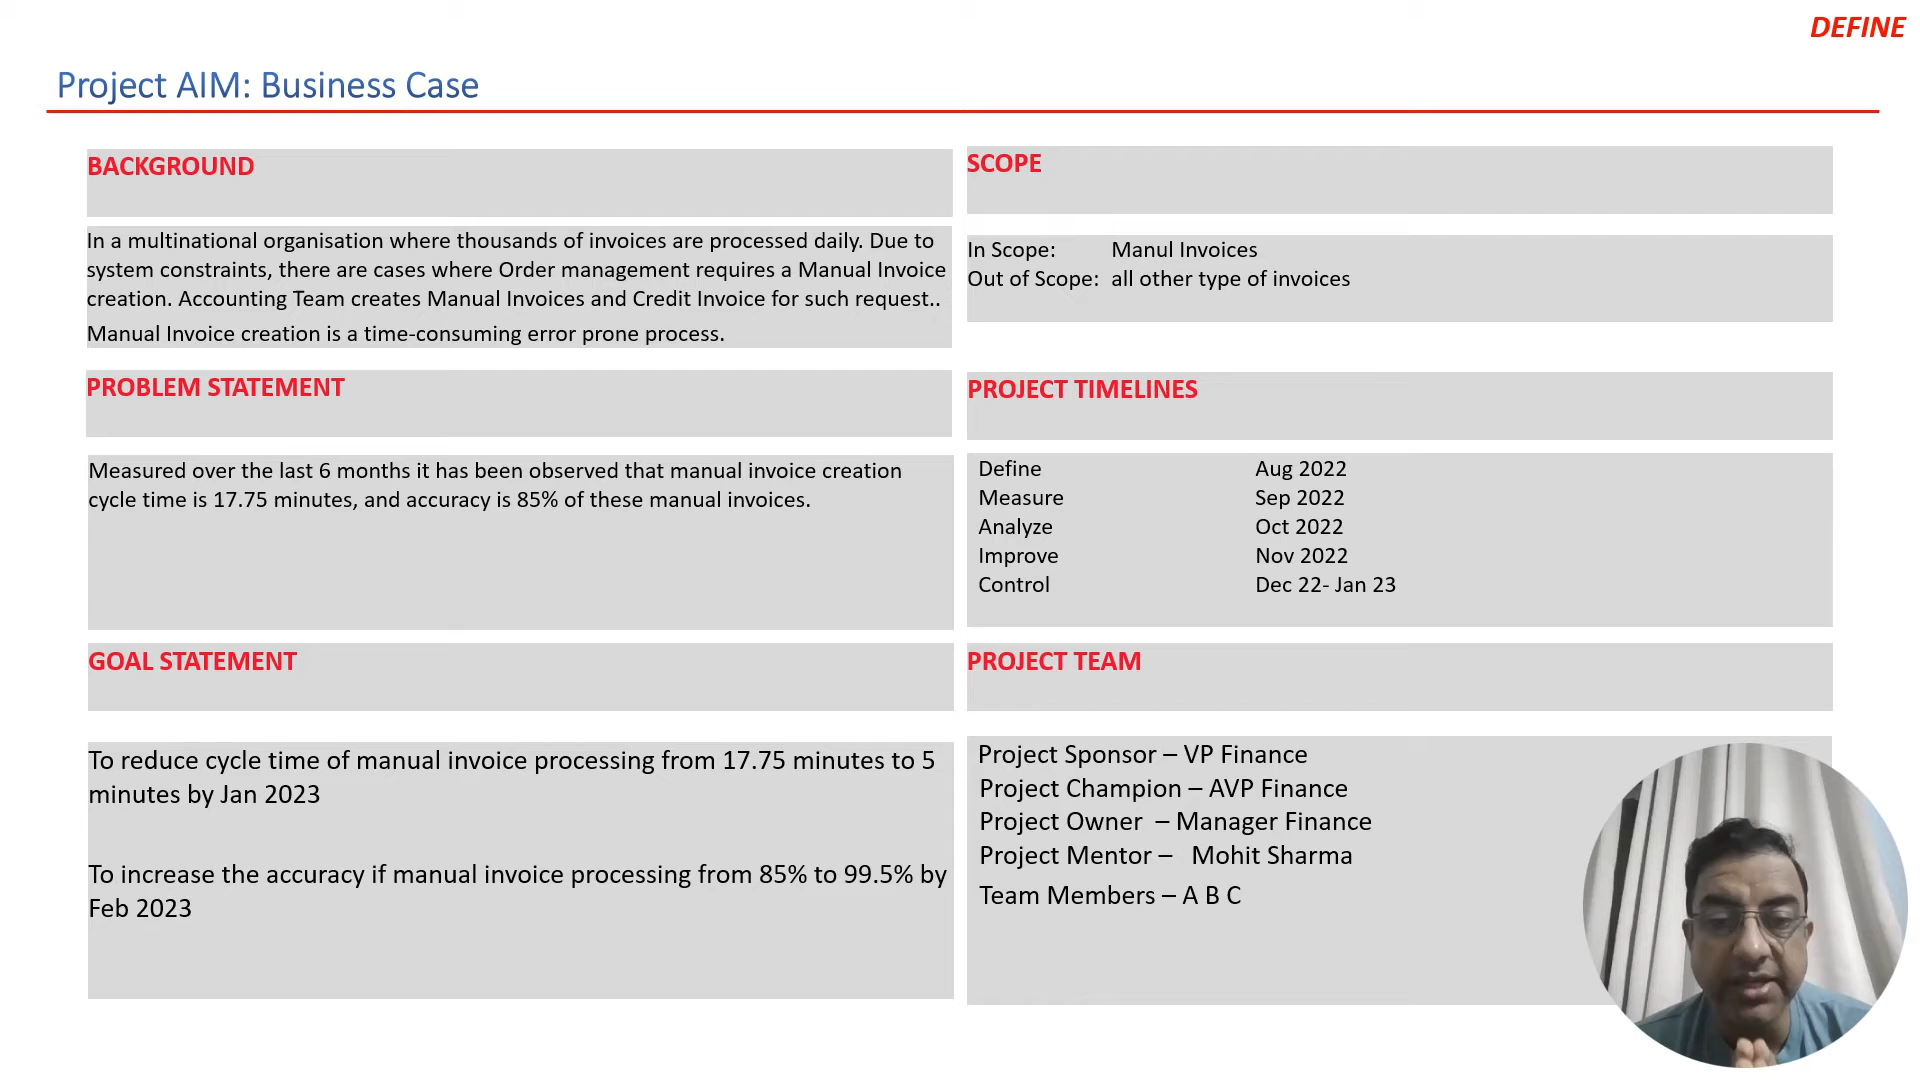 DEFINE
Project AIM: Business Case
BACKGROUND
In a multinational organisation where thousands of invoices are processed daily. Due to
system constraints, there are cases where Order management requires a Manual Invoice
creation. Accounting Team creates Manual Invoices and Credit Invoice for such request..
Manual Invoice creation is a time-consuming error prone process.
PROBLEM STATEMENT
Measured over the last 6 months it has been observed that manual invoice creation
cycle time is 17.75 minutes, and accuracy is 85% of these manual invoices.
GOAL STATEMENT
To reduce cycle time of manual invoice processing from 17.75 minutes to 5
minutes by Jan 2023
To increase the accuracy if manual invoice processing from 85% to 99.5% by
Feb 2023
SCOPE
In Scope: Manul Invoices
Out of Scope: all other type of invoices
PROJECT TIMELINES
Define Aug 2022
Measure Sep 2022
Analyze Oct 2022
Improve Nov 2022
Control Dec 22- Jan 23
PROJECT TEAM
Project Sponsor – VP Finance
Project Champion – AVP Finance
Project Owner – Manager Finance
Project Mentor – Mohit Sharma
Team Members – A B C